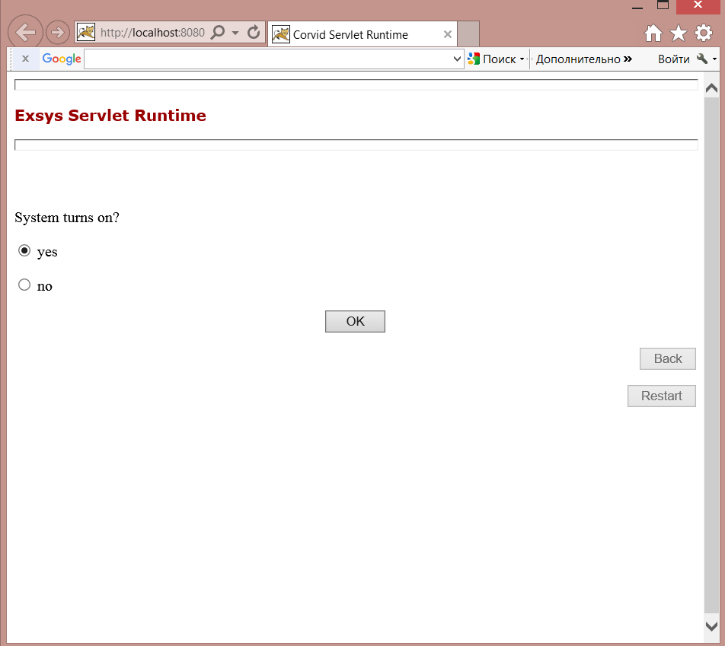 http://localhost:8080
Corvid Servlet Runtime
x Google Поиск Дополнительно » Войти
Exsys Servlet Runtime
System turns on?
yes
no
OK
Back
Restart